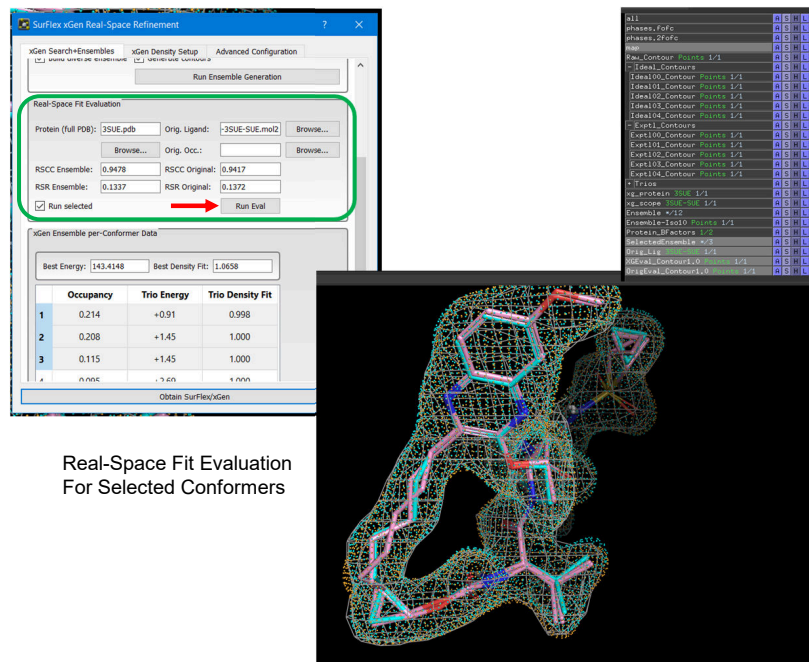 SurFlex xGen Real-Space Refinement ? ×
xGen Search+Ensembles xGen Density Setup Advanced Configuration
Build diverse ensemble Generate contours
Run Ensemble Generation
Real-Space Fit Evaluation
Protein (full PDB): 3SUE.pdb Orig. Ligand: -3SUE-SUE.mol2 Browse...
Browse... Orig. Occ.: Browse...
RSCC Ensemble: 0.9478 RSCC Original: 0.9417
RSR Ensemble: 0.1337 RSR Original: 0.1372
Run selected Run Eval
xGen Ensemble per-Conformer Data
Best Energy: 143.4148 Best Density Fit: 1.0658
Occupancy Trio Energy Trio Density Fit
1 0.214 +0.91 0.998
2 0.208 +1.45 1.000
3 0.115 +1.45 1.000
4 0.095 +2.69 1.000
Obtain SurFlex/xGen
Real-Space Fit Evaluation
For Selected Conformers
all A S H L
phases.fofc A S H L
phases.2fofc A S H L
map A S H L
Raw_Contour Points 1/1 A S H L
- Ideal_Contours A S H L
Ideal00_Contour Points 1/1 A S H L
Ideal01_Contour Points 1/1 A S H L
Ideal02_Contour Points 1/1 A S H L
Ideal03_Contour Points 1/1 A S H L
Ideal04_Contour Points 1/1 A S H L
- Exptl_Contours A S H L
Exptl00_Contour Points 1/1 A S H L
Exptl01_Contour Points 1/1 A S H L
Exptl02_Contour Points 1/1 A S H L
Exptl03_Contour Points 1/1 A S H L
Exptl04_Contour Points 1/1 A S H L
+ Trios A S H L
xg_protein 3SUE 1/1 A S H L
xg_scope 3SUE-SUE 1/1 A S H L
Ensemble */12 A S H L
Ensemble-Iso10 Points 1/1 A S H L
Protein_BFactors 1/2 A S H L
SelectedEnsemble */3 A S H L
Orig_Lig 3SUE-SUE 1/1 A S H L
XGEval_Contour1.0 Points 1/1 A S H L
OrigEval_Contour1.0 Points 1/1 A S H L